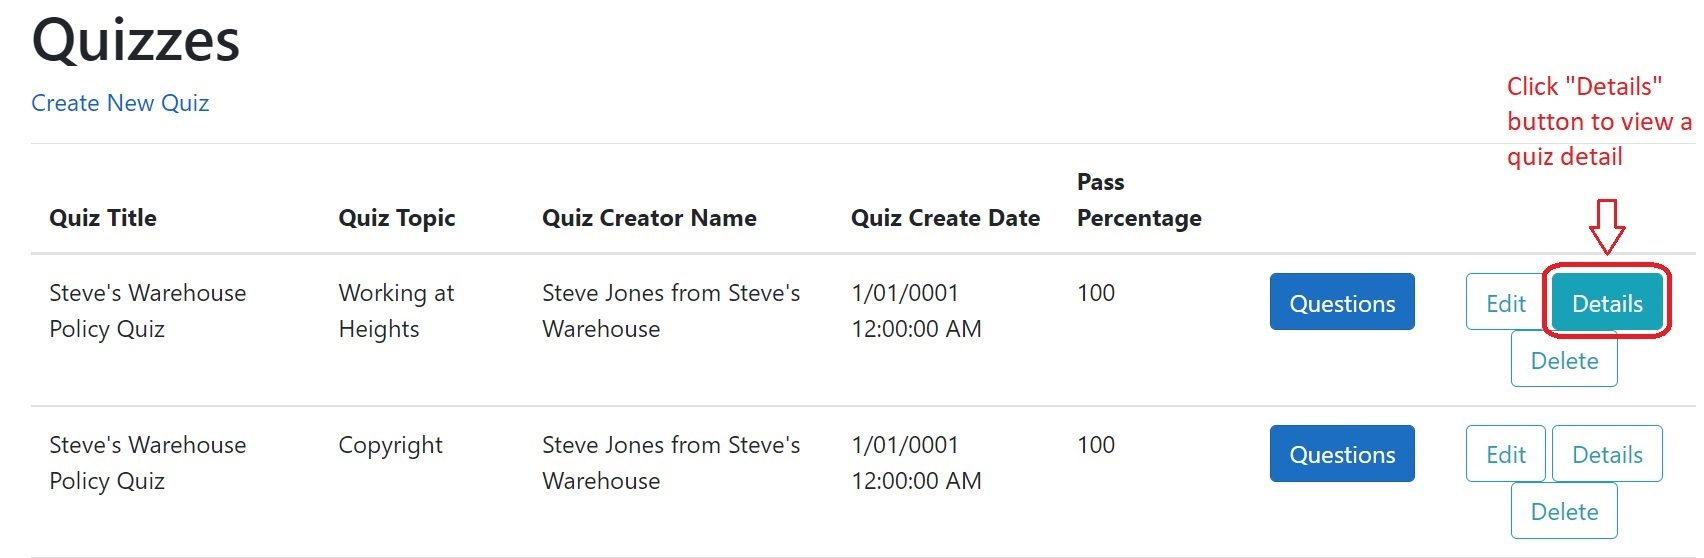 Quizzes
Create New Quiz
Click "Details"
button to view a
quiz detail
Quiz Title Quiz Topic Quiz Creator Name Quiz Create Date Pass
Percentage
Steve's Warehouse Working at Steve Jones from Steve's 1/01/0001 100 Questions Edit Details
Policy Quiz Heights Warehouse 12:00:00 AM
Delete
Steve's Warehouse Copyright Steve Jones from Steve's 1/01/0001 100 Questions Edit Details
Policy Quiz Warehouse 12:00:00 AM
Delete